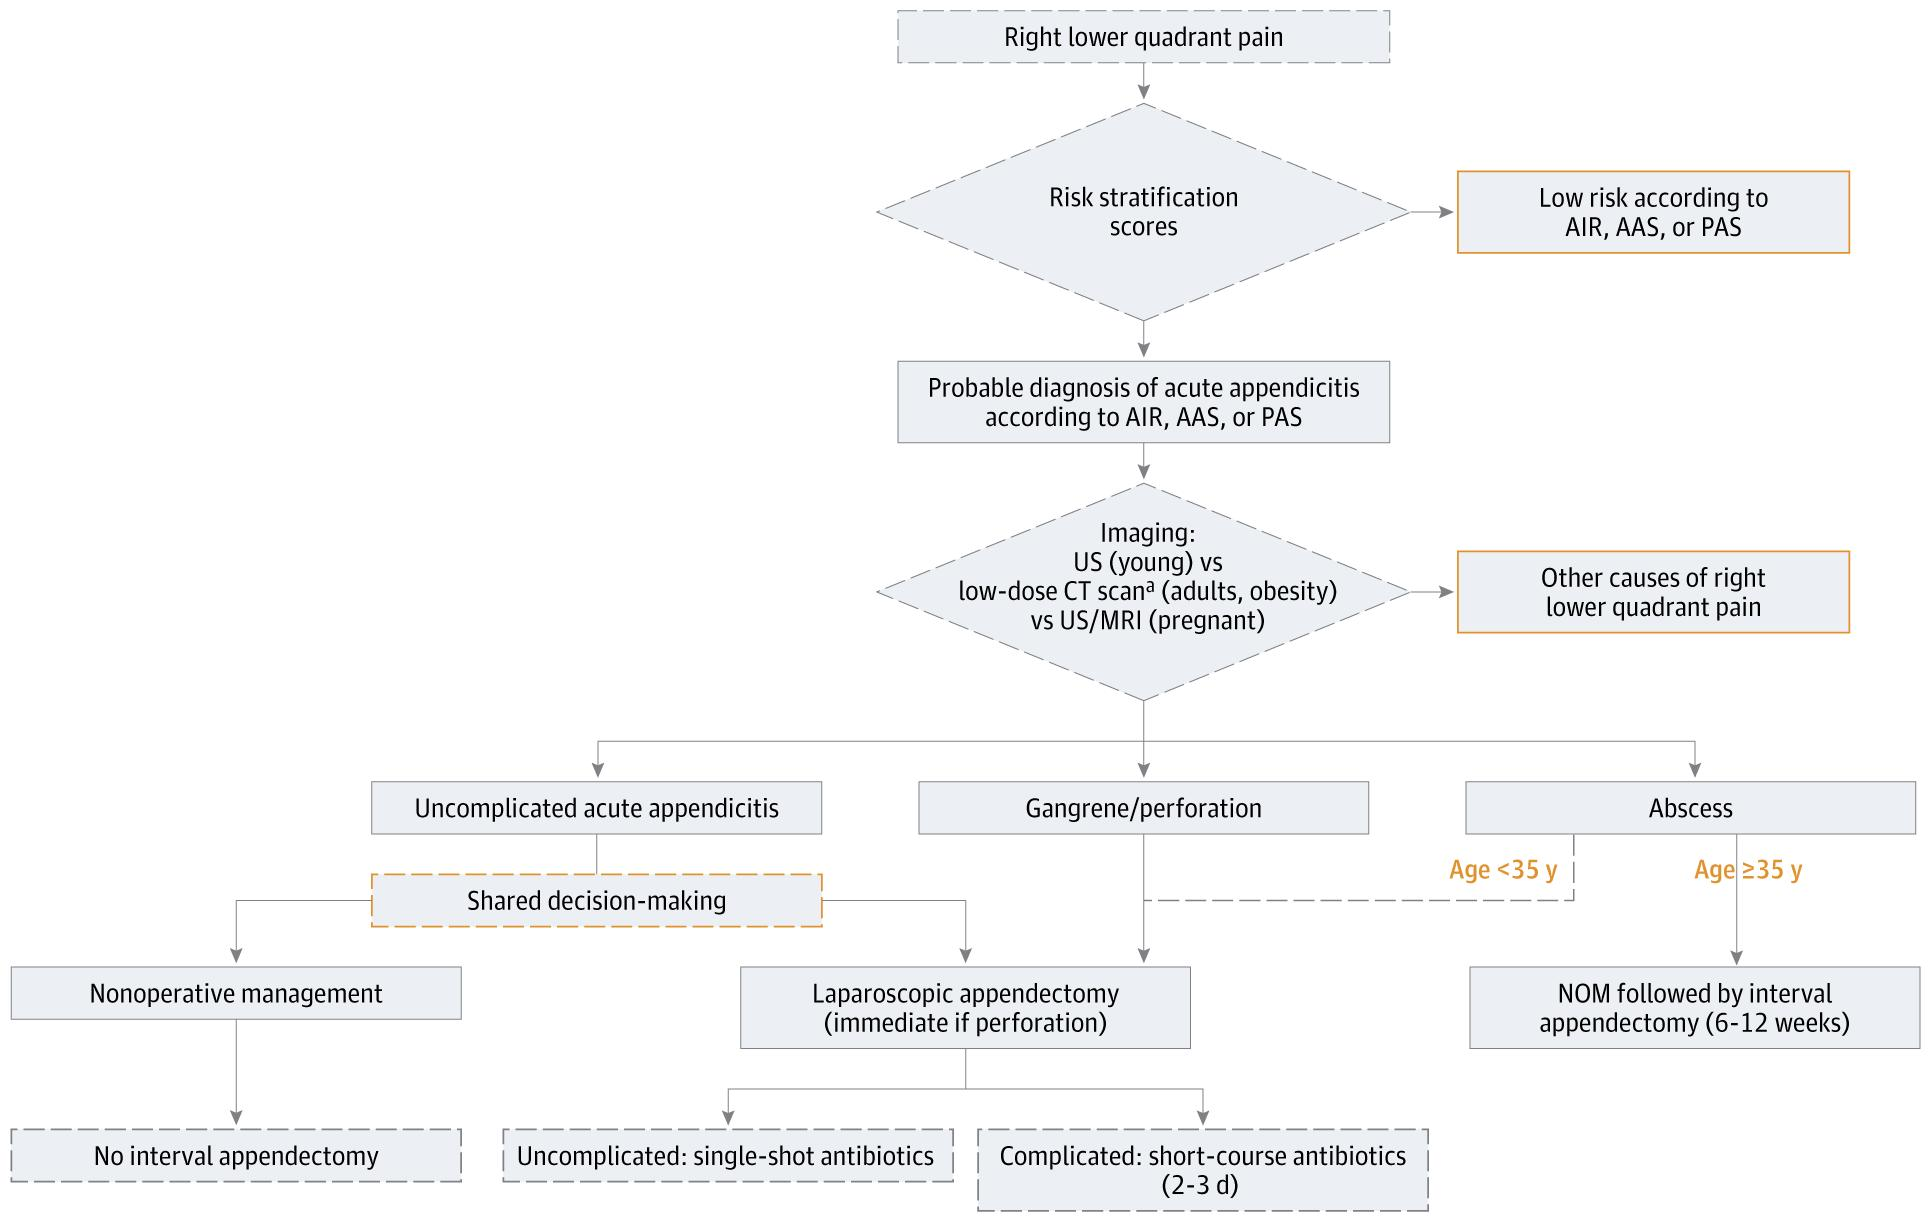 Right lower quadrant pain
Risk stratification
scores
Low risk according to
AIR, AAS, or PAS
Probable diagnosis of acute appendicitis
according to AIR, AAS, or PAS
Imaging:
US (young) vs
low-dose CT scanᵃ (adults, obesity)
vs US/MRI (pregnant)
Other causes of right
lower quadrant pain
Uncomplicated acute appendicitis
Gangrene/perforation
Abscess
Age <35 y
Age ≥35 y
Shared decision-making
Nonoperative management
Laparoscopic appendectomy
(immediate if perforation)
NOM followed by interval
appendectomy (6-12 weeks)
No interval appendectomy
Uncomplicated: single-shot antibiotics
Complicated: short-course antibiotics
(2-3 d)